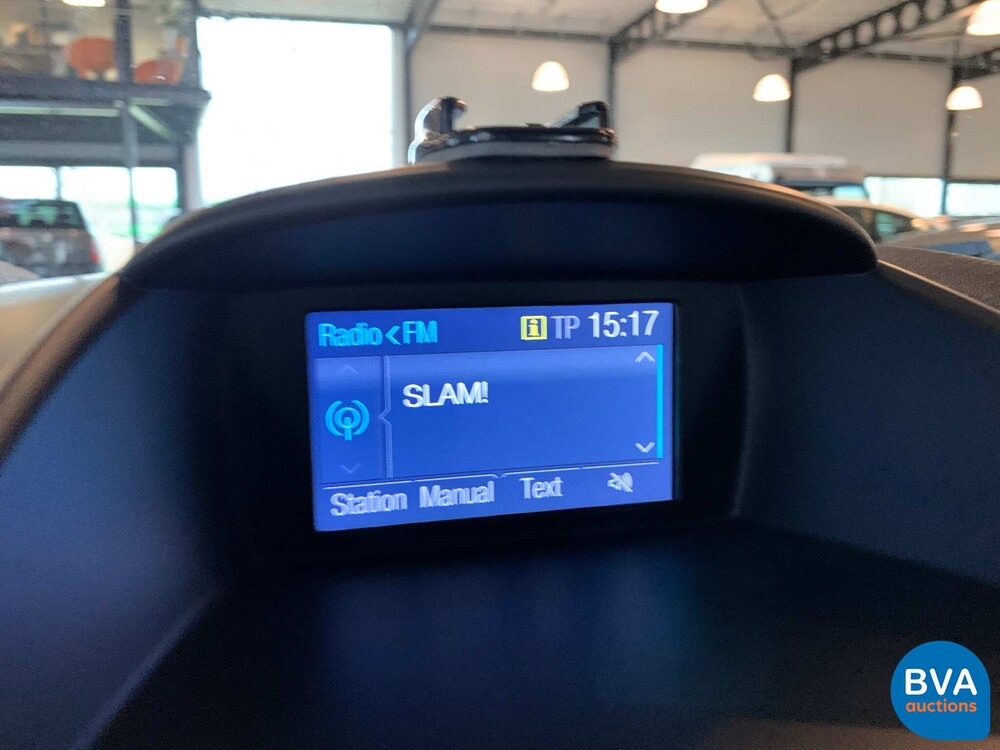 Radio<FM i TP 15:17
SLAM!
Station Manual Text
BVA
auctions